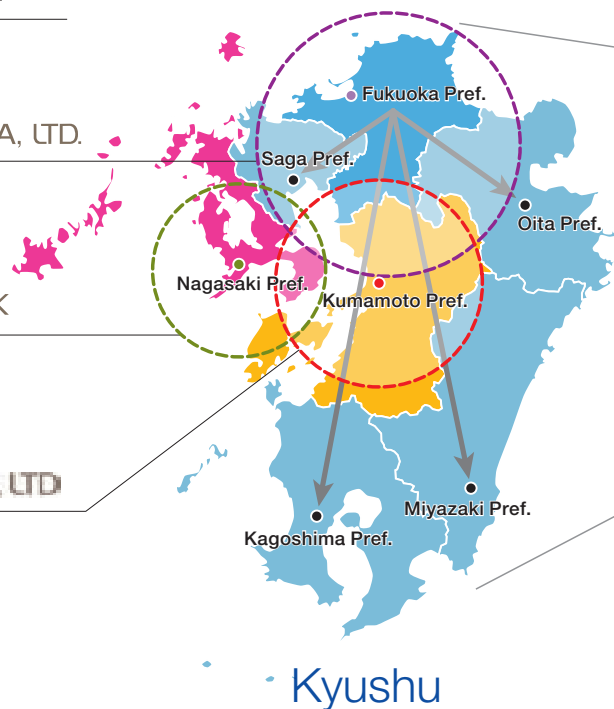 Fukuoka Pref.
A, LTD.
Saga Pref.
Oita Pref.
Nagasaki Pref.
Kumamoto Pref.
K
, LTD
Miyazaki Pref.
Kagoshima Pref.
Kyushu